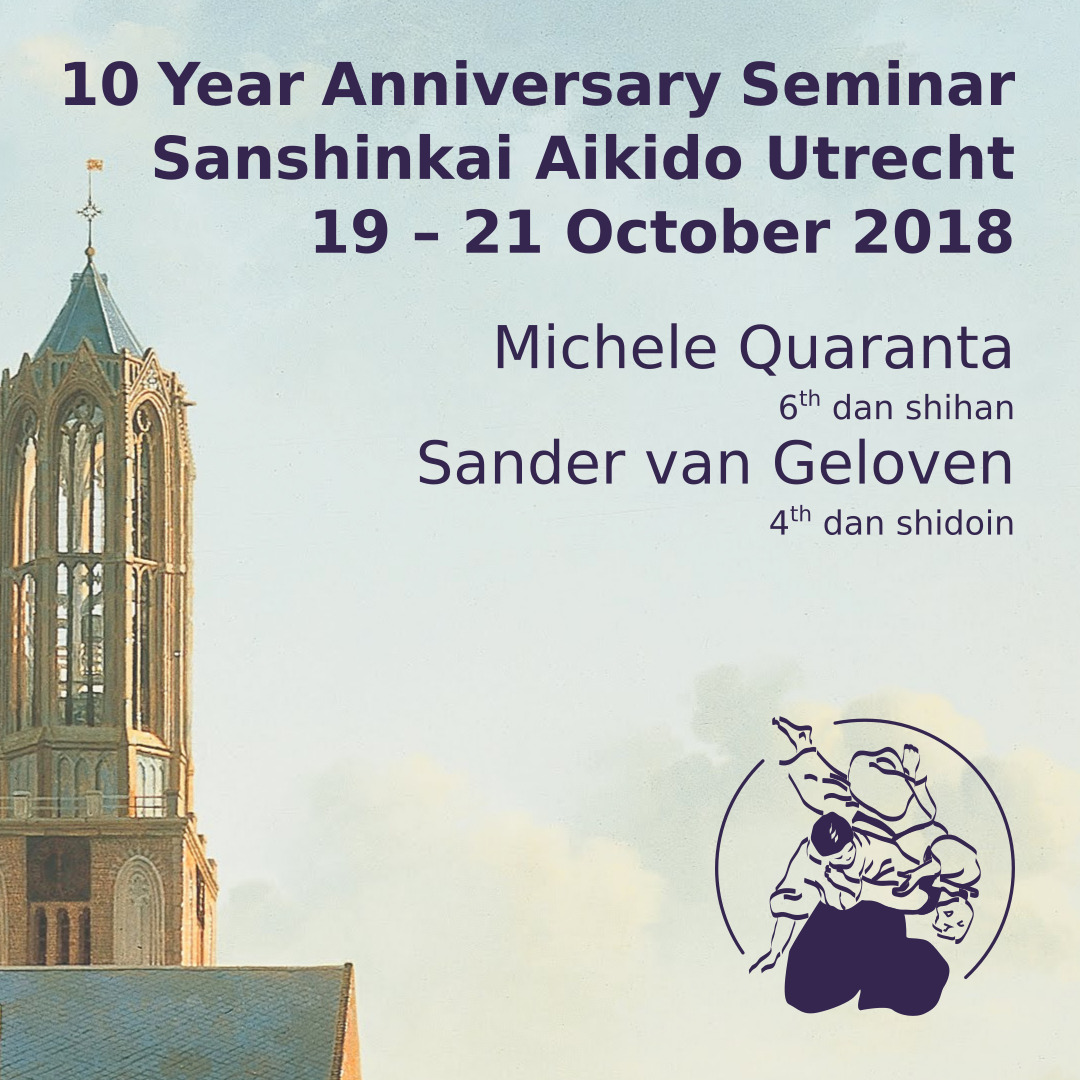 10 Year Anniversary Seminar
Sanshinkai Aikido Utrecht
19 – 21 October 2018
Michele Quaranta
6th dan shihan
Sander van Geloven
4th dan shidoin